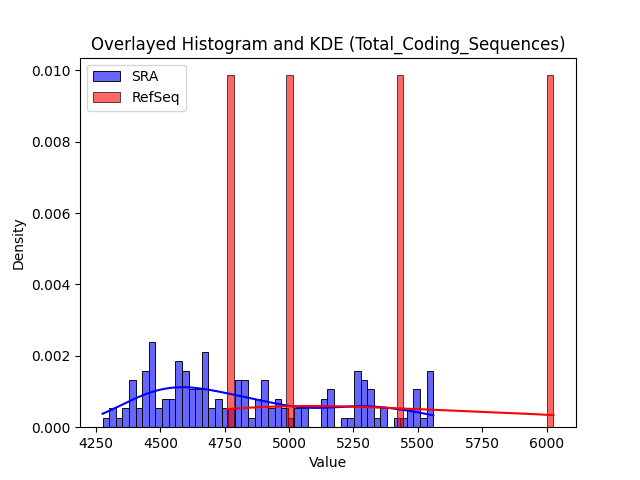 Overlayed Histogram and KDE (Total_Coding_Sequences)
SRA
RefSeq
0.010
0.008
0.006
0.004
0.002
0.000
Density
4250 4500 4750 5000 5250 5500 5750 6000
Value